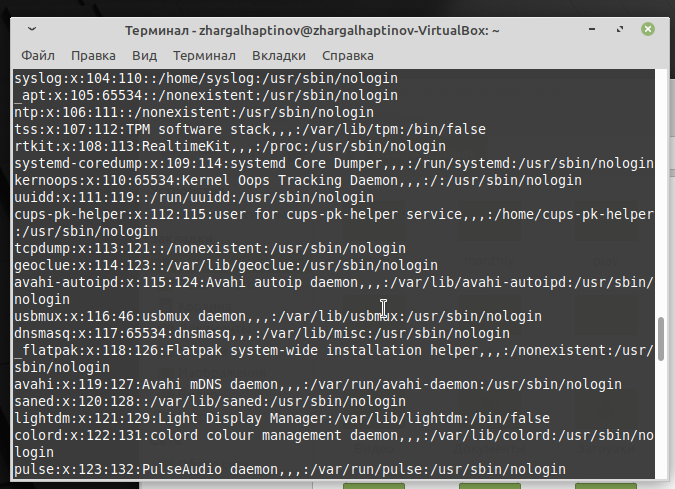 Терминал - zhargalhaptinov@zhargalhaptinov-VirtualBox: ~
Файл Правка Вид Терминал Вкладки Справка
syslog:x:104:110::/home/syslog:/usr/sbin/nologin
_apt:x:105:65534::/nonexistent:/usr/sbin/nologin
ntp:x:106:111::/nonexistent:/usr/sbin/nologin
tss:x:107:112:TPM software stack,,,:/var/lib/tpm:/bin/false
rtkit:x:108:113:RealtimeKit,,,:/proc:/usr/sbin/nologin
systemd-coredump:x:109:114:systemd Core Dumper,,,:/run/systemd:/usr/sbin/nologin
kernoops:x:110:65534:Kernel Oops Tracking Daemon,,,:/:/usr/sbin/nologin
uuidd:x:111:119::/run/uuidd:/usr/sbin/nologin
cups-pk-helper:x:112:115:user for cups-pk-helper service,,,:/home/cups-pk-helper
:/usr/sbin/nologin
tcpdump:x:113:121::/nonexistent:/usr/sbin/nologin
geoclue:x:114:123::/var/lib/geoclue:/usr/sbin/nologin
avahi-autoipd:x:115:124:Avahi autoip daemon,,,:/var/lib/avahi-autoipd:/usr/sbin/
nologin
usbmux:x:116:46:usbmux daemon,,,:/var/lib/usbmux:/usr/sbin/nologin
dnsmasq:x:117:65534:dnsmasq,,,:/var/lib/misc:/usr/sbin/nologin
_flatpak:x:118:126:Flatpak system-wide installation helper,,,:/nonexistent:/usr/
sbin/nologin
avahi:x:119:127:Avahi mDNS daemon,,,:/var/run/avahi-daemon:/usr/sbin/nologin
saned:x:120:128::/var/lib/saned:/usr/sbin/nologin
lightdm:x:121:129:Light Display Manager:/var/lib/lightdm:/bin/false
colord:x:122:131:colord colour management daemon,,,:/var/lib/colord:/usr/sbin/no
login
pulse:x:123:132:PulseAudio daemon,,,:/var/run/pulse:/usr/sbin/nologin